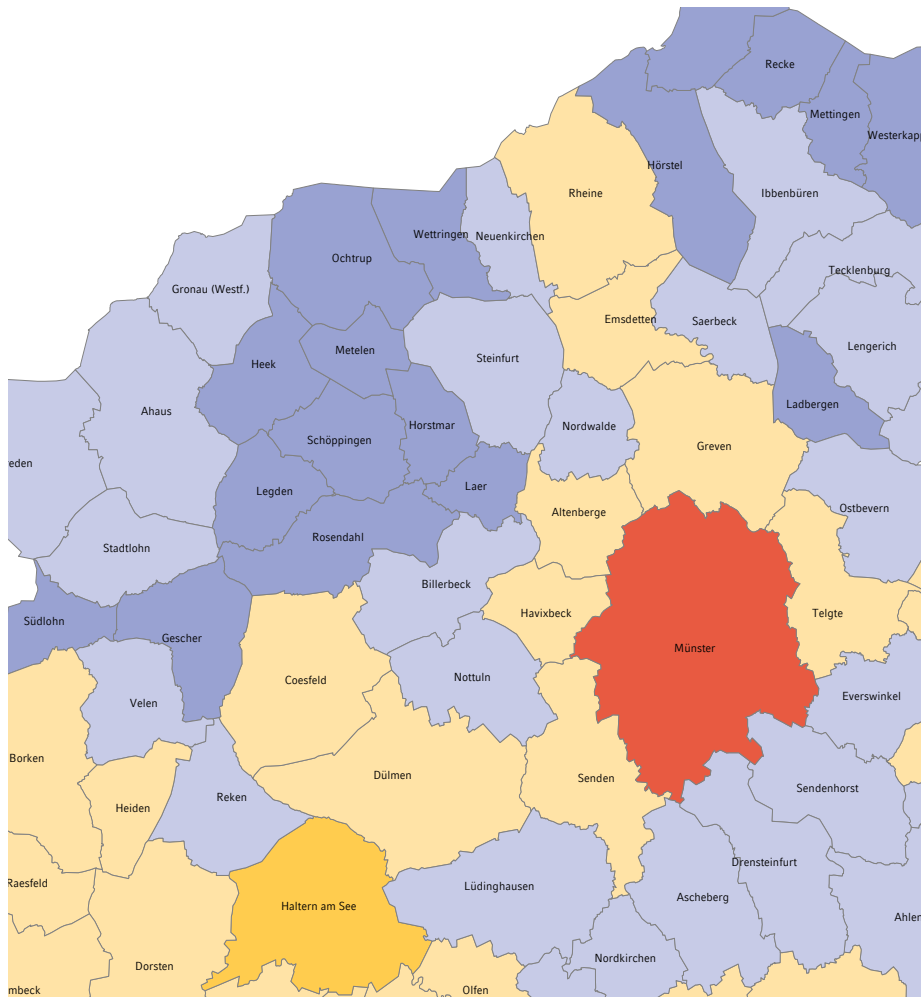 Recke
Mettingen
Westerkapp
Hörstel
Rheine
Ibbenbüren
Wettringen
Neuenkirchen
Ochtrup
Tecklenburg
Gronau (Westf.)
Emsdetten
Saerbeck
Lengerich
Metelen
Steinfurt
Heek
Ladbergen
Ahaus
Horstmar
Nordwalde
Schöppingen
Greven
eden
Legden
Laer
Altenberge
Ostbevern
Rosendahl
Stadtlohn
Billerbeck
Havixbeck
Telgte
Südlohn
Gescher
Münster
Coesfeld
Nottuln
Everswinkel
Velen
Borken
Dülmen
Senden
Sendenhorst
Reken
Heiden
Drensteinfurt
Raesfeld
Lüdinghausen
Ascheberg
Haltern am See
Ahlen
Nordkirchen
Dorsten
mbeck
Olfen